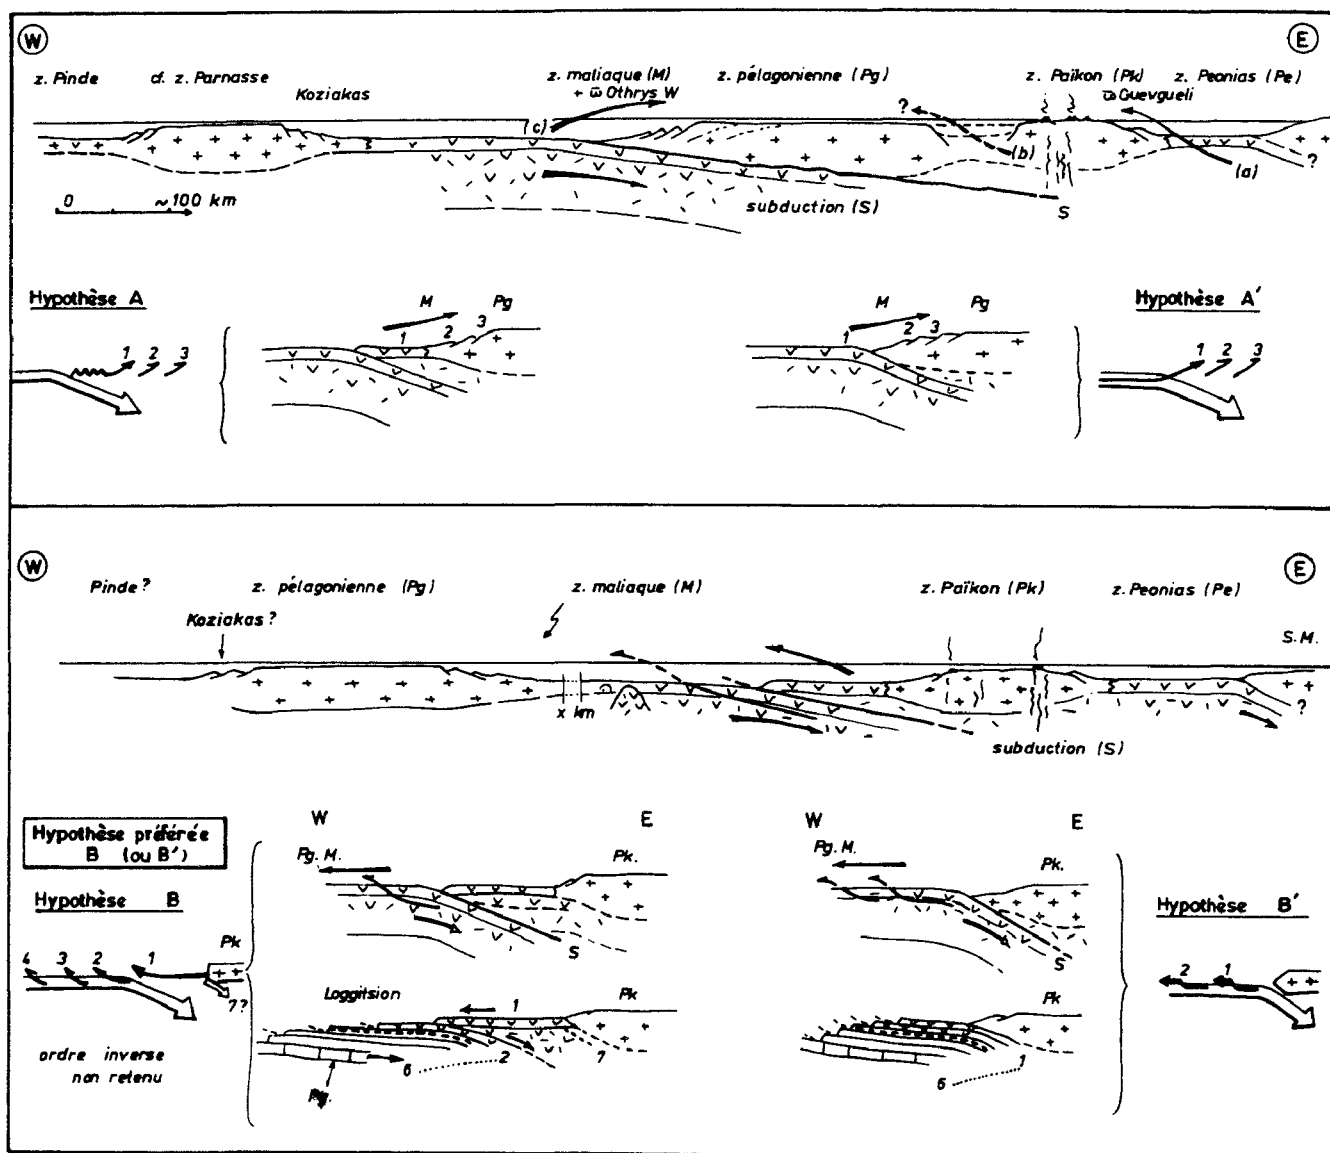 W
E
z. Pinde
d. z. Parnasse
Koziakas
z. maliaque (M)
+ ϖ Othrys W
z. pélagonienne (Pg)
z. Païkon (Pk)
ϖ Guevgueli
z. Peonias (Pe)
(c)
?
(b)
(a)
?
0 ~100 km
subduction (S)
S
Hypothèse A
1 2 3
M Pg
1 2 3
M Pg
1 2 3
Hypothèse A'
1 2 3
W
E
Pinde ?
z. pélagonienne (Pg)
z. maliaque (M)
z. Païkon (Pk)
z. Peonias (Pe)
Koziakas ?
S.M.
x km
?
subduction (S)
Hypothèse préférée
B (ou B')
Hypothèse B
4 3 2 1
Pk
??
ordre inverse
non retenu
W E
Pg. M.
Pk.
S
Loggitsion
1
Pk
6 2 7
Pg.
W E
Pg. M.
Pk.
S
Pk
6 1
Hypothèse B'
2 1